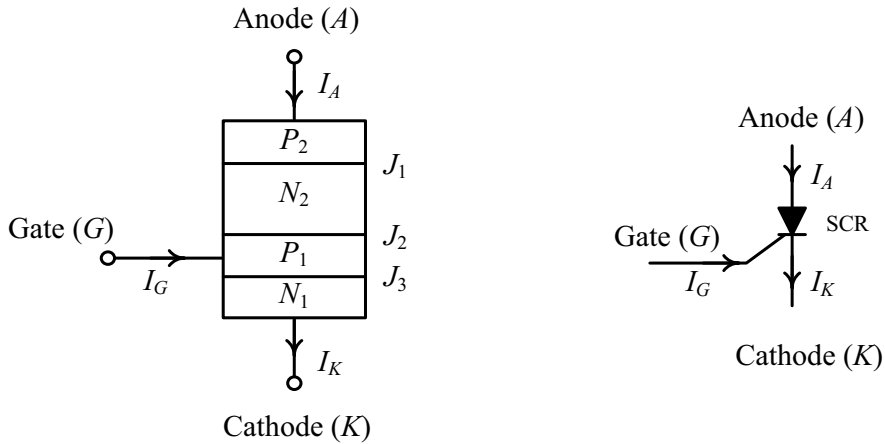 Anode (A)
I_A
P_2
J_1
N_2
Gate (G)
J_2
P_1
I_G
J_3
N_1
I_K
Cathode (K)
Anode (A)
I_A
SCR
Gate (G)
I_G
I_K
Cathode (K)